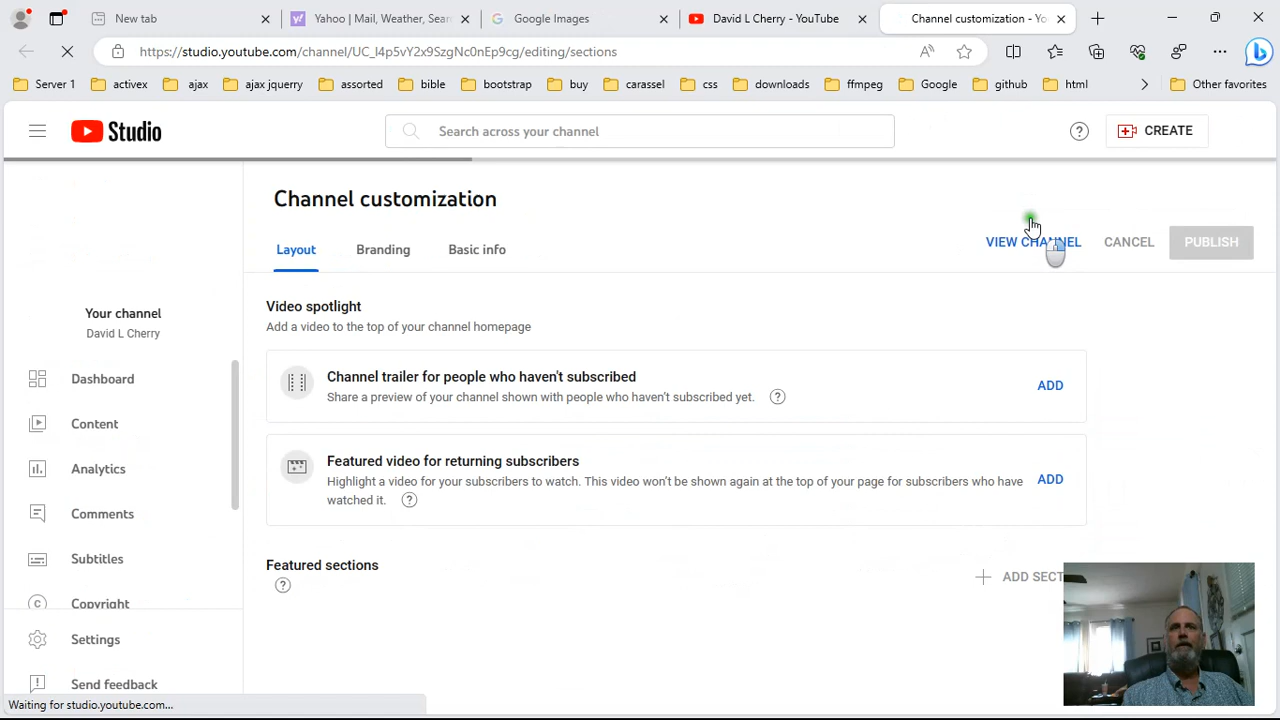 New tab
Yahoo | Mail, Weather, Sear
Google Images
David L Cherry - YouTube
Channel customization - Yo
https://studio.youtube.com/channel/UC_l4p5vY2x9SzgNc0nEp9cg/editing/sections
Server 1
activex
ajax
ajax jquerry
assorted
bible
bootstrap
buy
carassel
css
downloads
ffmpeg
Google
github
html
Other favorites
Studio
Search across your channel
CREATE
Channel customization
Layout
Branding
Basic info
VIEW CHANNEL
CANCEL
PUBLISH
Your channel
David L Cherry
Dashboard
Content
Analytics
Comments
Subtitles
Copyright
Settings
Send feedback
Video spotlight
Add a video to the top of your channel homepage
Channel trailer for people who haven't subscribed
Share a preview of your channel shown with people who haven't subscribed yet.
ADD
Featured video for returning subscribers
Highlight a video for your subscribers to watch. This video won't be shown again at the top of your page for subscribers who have
watched it.
ADD
Featured sections
ADD SECT
Waiting for studio.youtube.com...